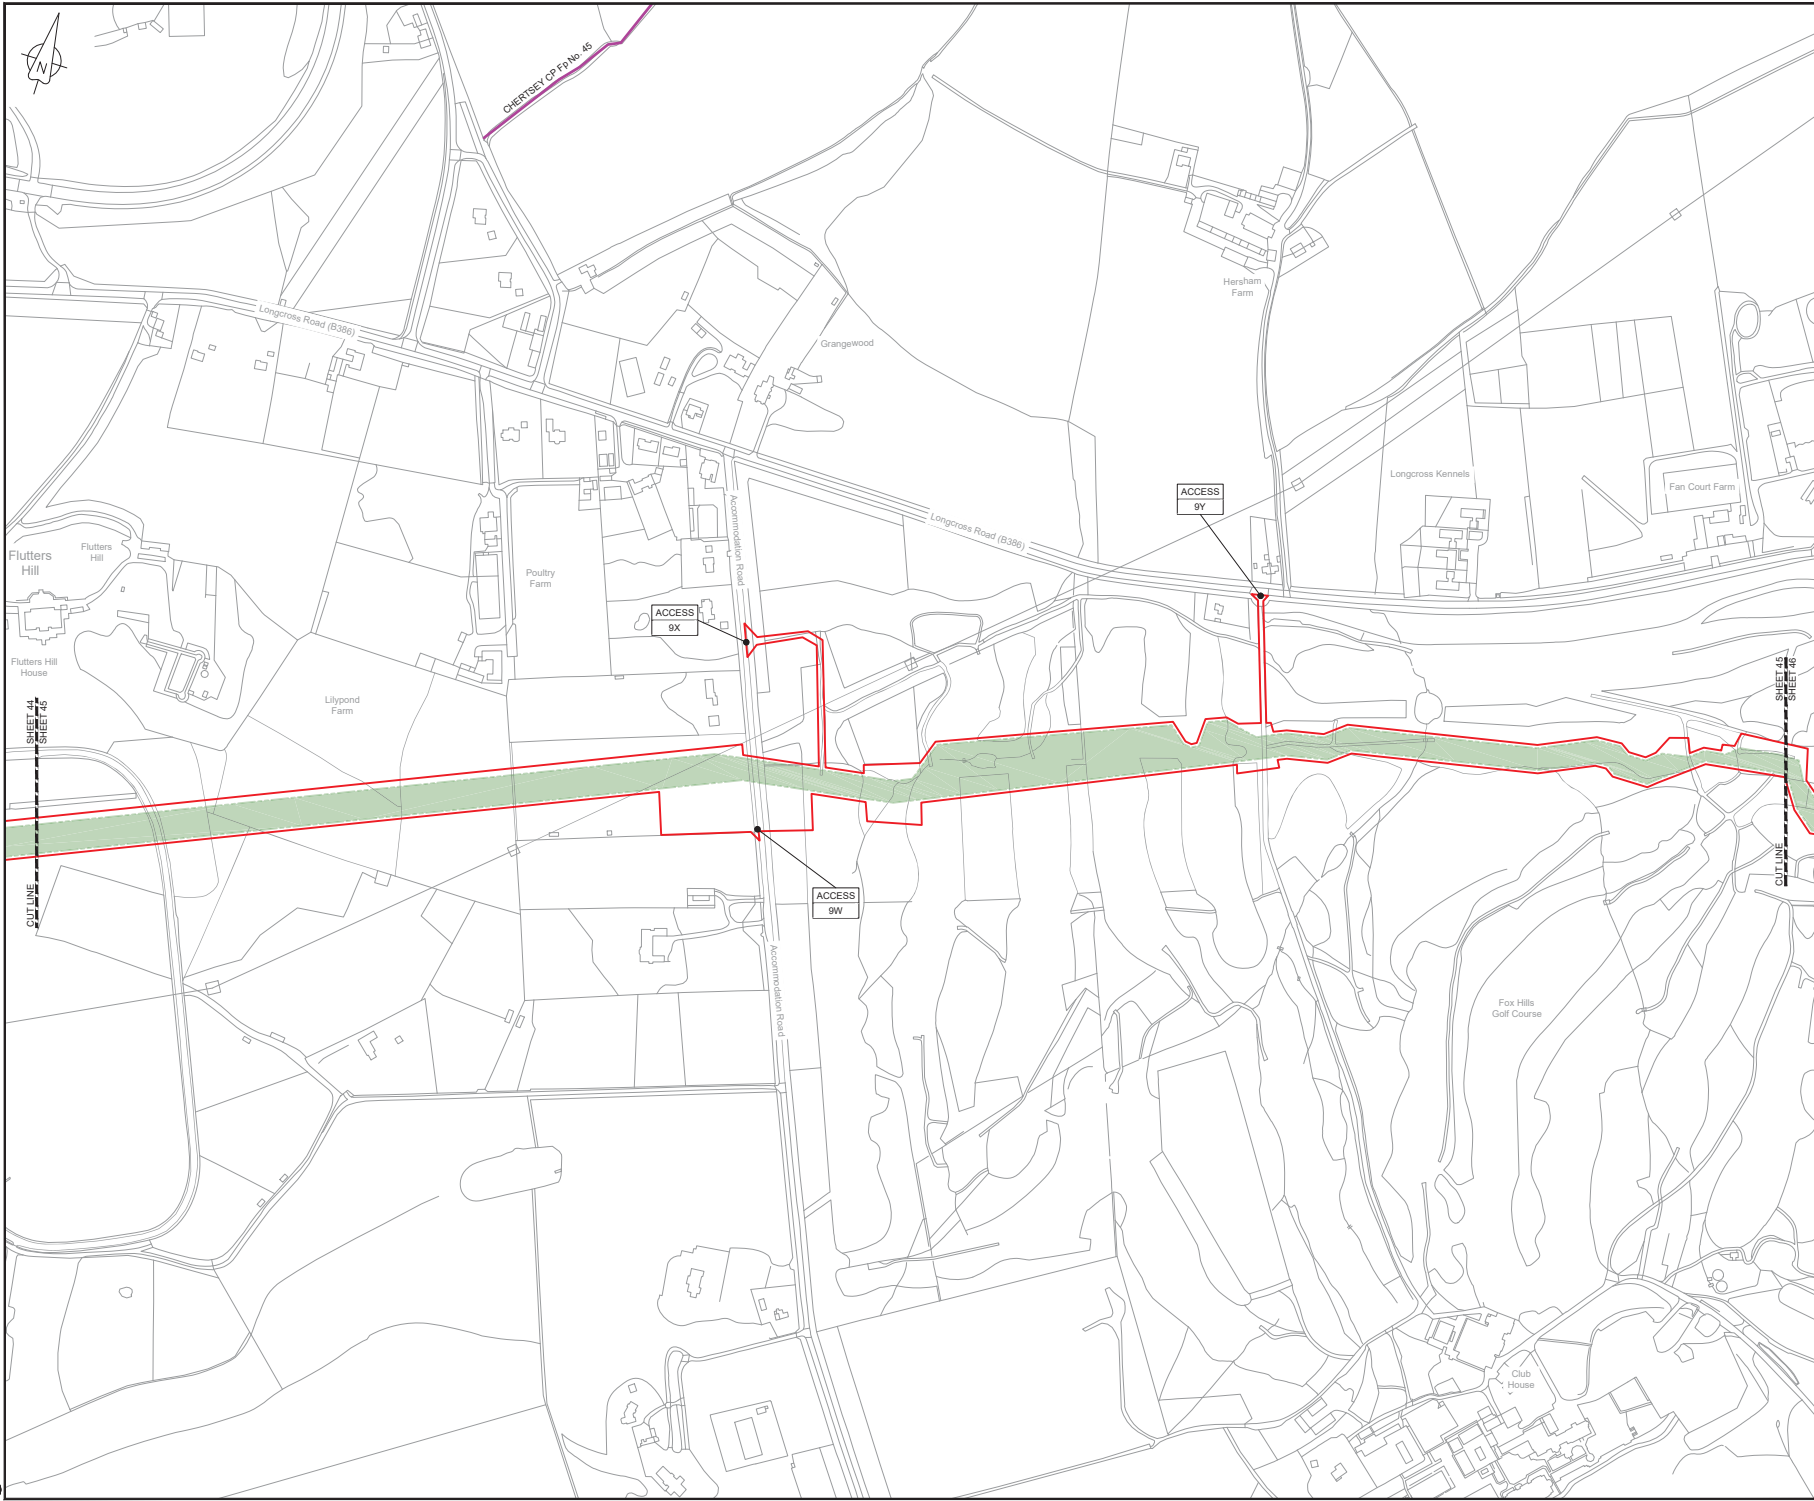 N
CHERTSEY CP Fp No. 45
Longcross Road (B386)
Hersham
Farm
Grangewood
Longcross Kennels
Fan Court Farm
ACCESS
9Y
Accommodation Road
Longcross Road (B386)
Flutters
Hill
Flutters
Hill
Poultry
Farm
ACCESS
9X
Flutters Hill
House
Lilypond
Farm
SHEET 44
SHEET 45
CUT LINE
SHEET 45
SHEET 46
CUT LINE
ACCESS
9W
Accommodation Road
Fox Hills
Golf Course
Club
House